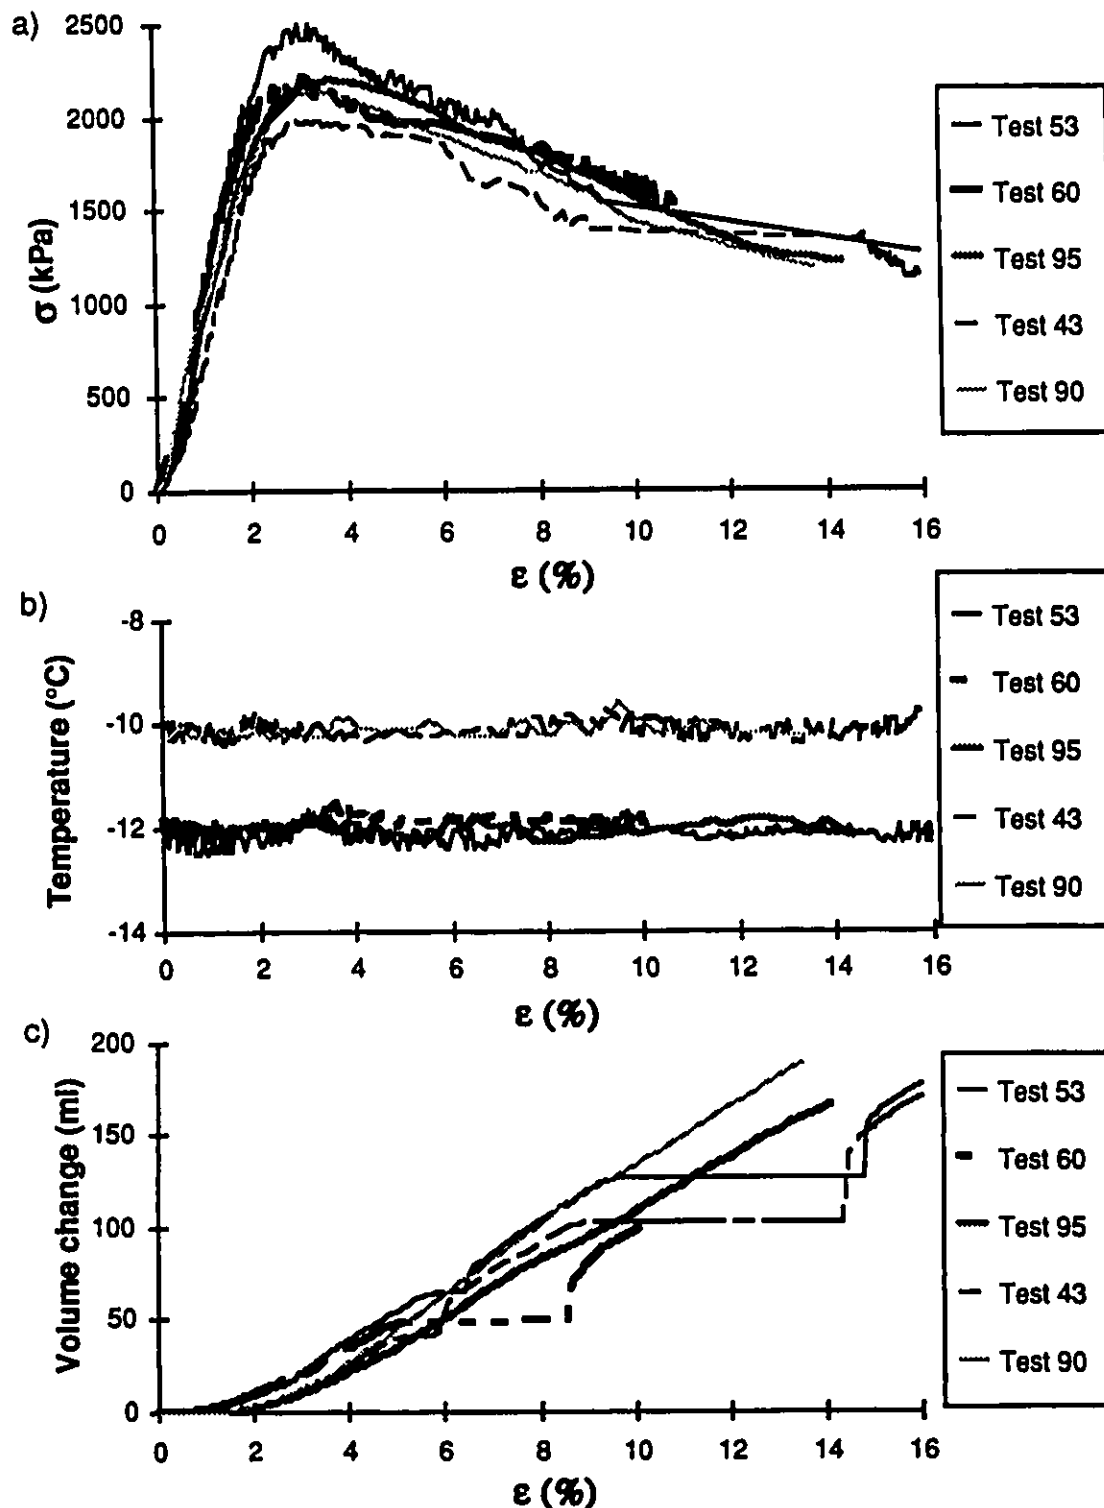 a)
2500
2000
1500
1000
500
0
σ (kPa)
0 2 4 6 8 10 12 14 16
ε (%)
Test 53
Test 60
Test 95
Test 43
Test 90
b)
-8
-10
-12
-14
Temperature (°C)
0 2 4 6 8 10 12 14 16
ε (%)
Test 53
Test 60
Test 95
Test 43
Test 90
c)
200
150
100
50
0
Volume change (ml)
0 2 4 6 8 10 12 14 16
ε (%)
Test 53
Test 60
Test 95
Test 43
Test 90